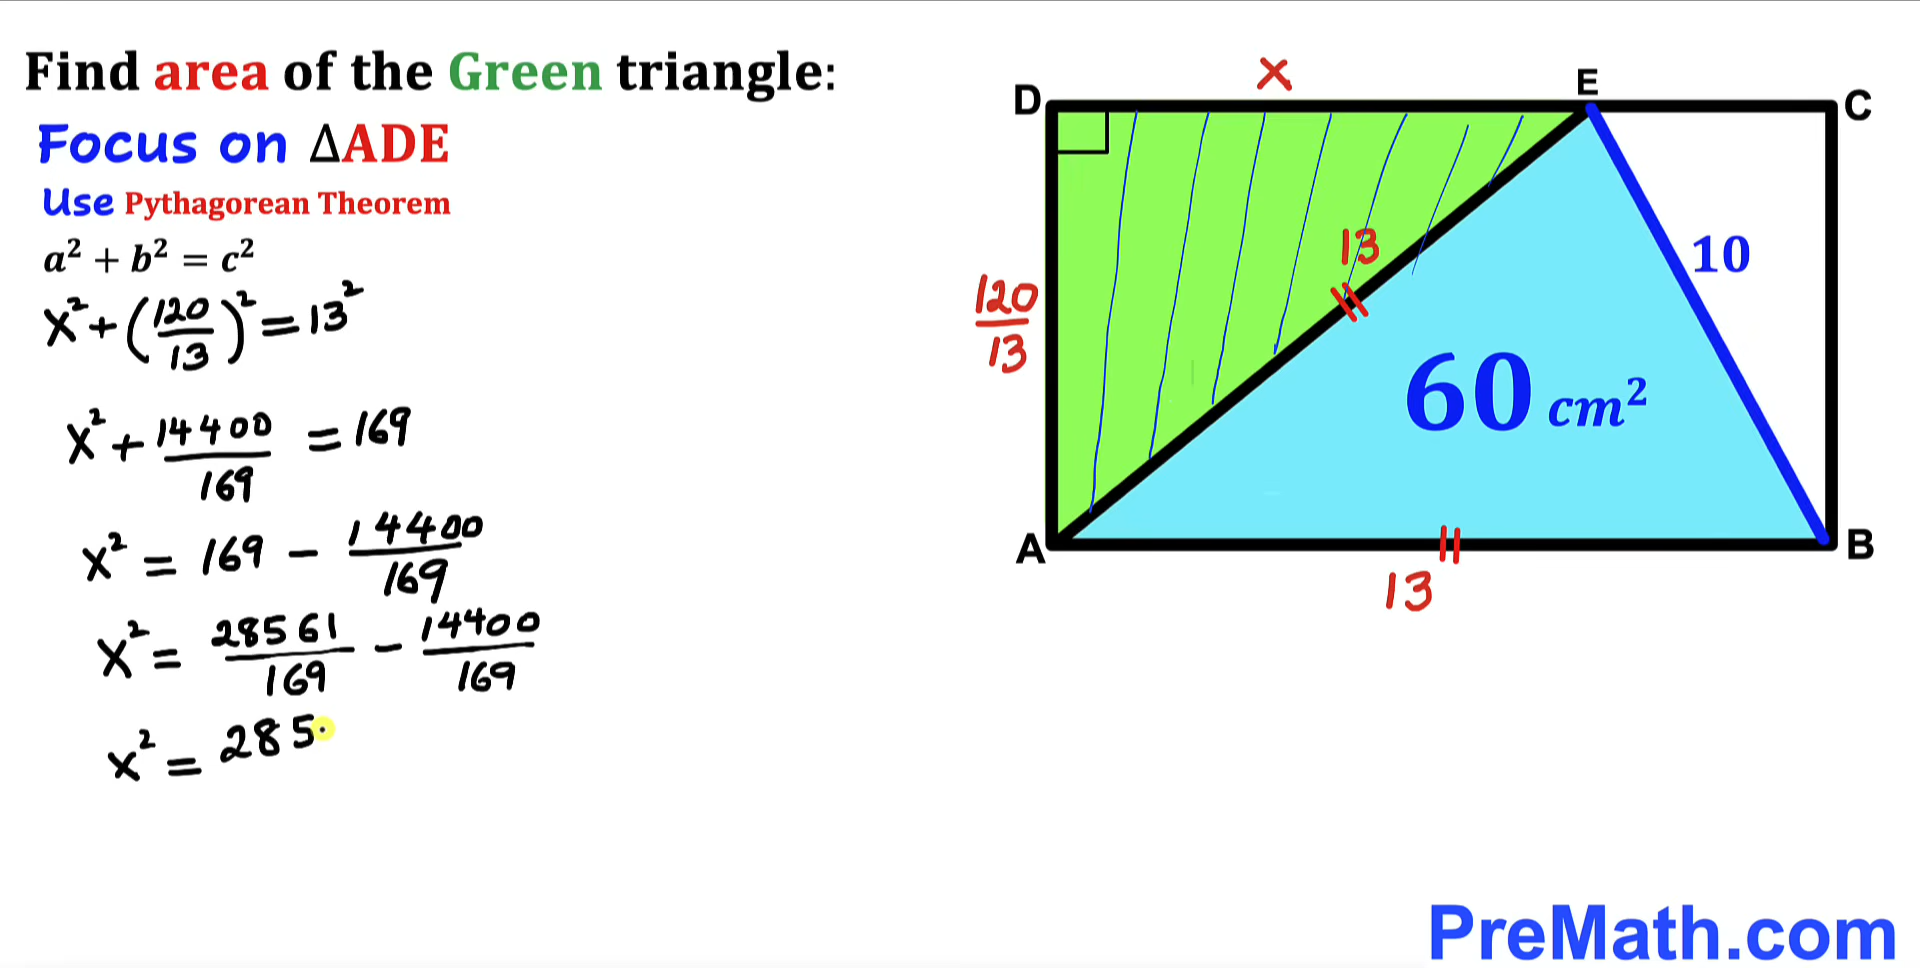 Find area of the Green triangle:
Focus on ΔADE
Use Pythagorean Theorem
a² + b² = c²
x² + (120/13)² = 13²
x² + 14400/169 = 169
x² = 169 - 14400/169
x² = 28561/169 - 14400/169
x² = 285
x
D
E
C
13
10
120/13
60 cm²
A
B
13
PreMath.com